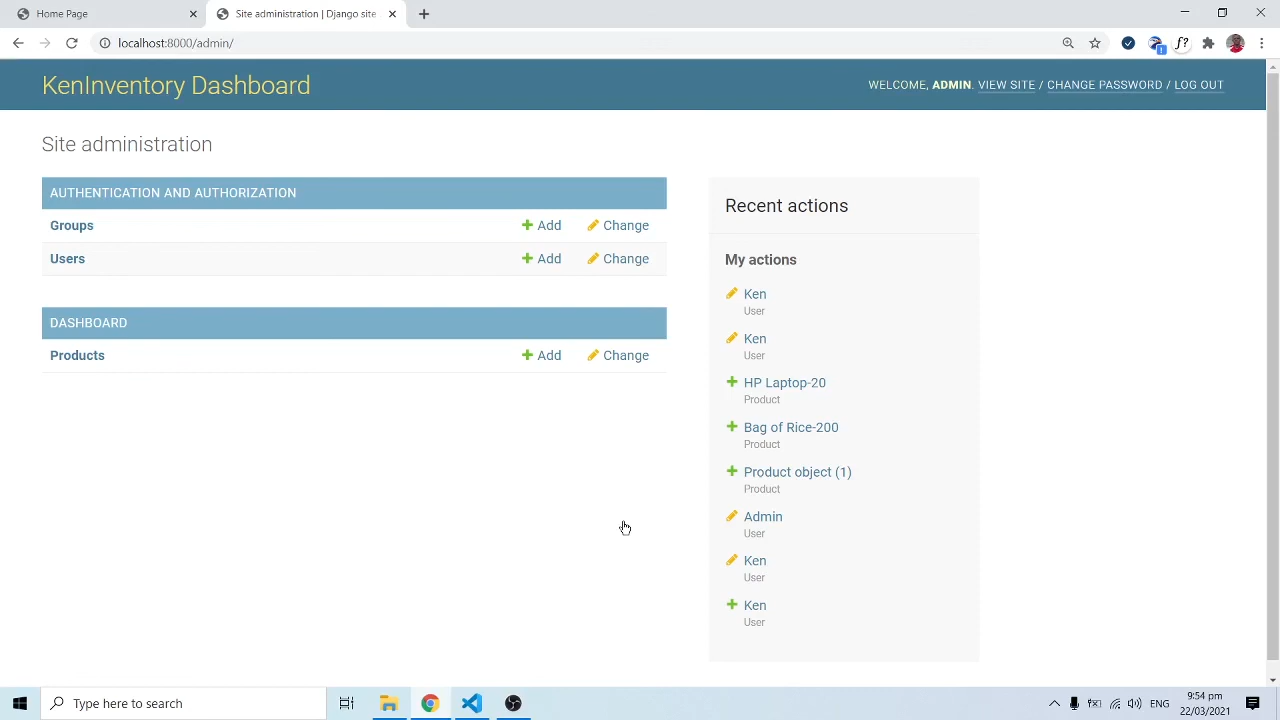 Home Page
Site administration | Django site
localhost:8000/admin/
KenInventory Dashboard
WELCOME, ADMIN. VIEW SITE / CHANGE PASSWORD / LOG OUT
Site administration
AUTHENTICATION AND AUTHORIZATION
Groups Add Change
Users Add Change
DASHBOARD
Products Add Change
Recent actions
My actions
Ken
User
Ken
User
HP Laptop-20
Product
Bag of Rice-200
Product
Product object (1)
Product
Admin
User
Ken
User
Ken
User
Type here to search
ENG
9:54 pm
22/03/2021